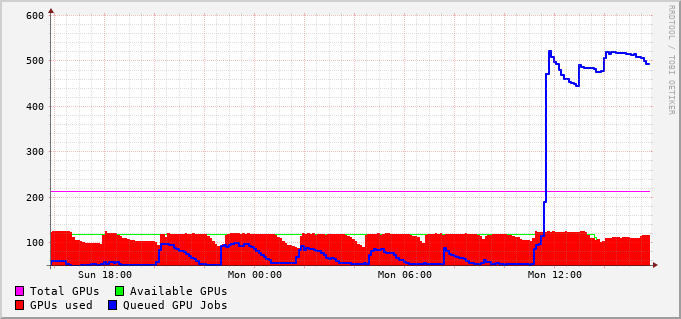 600
500
400
300
200
100
Sun 18:00 Mon 00:00 Mon 06:00 Mon 12:00
Total GPUs Available GPUs
GPUs used Queued GPU Jobs
RRDTOOL / TOBI OETIKER